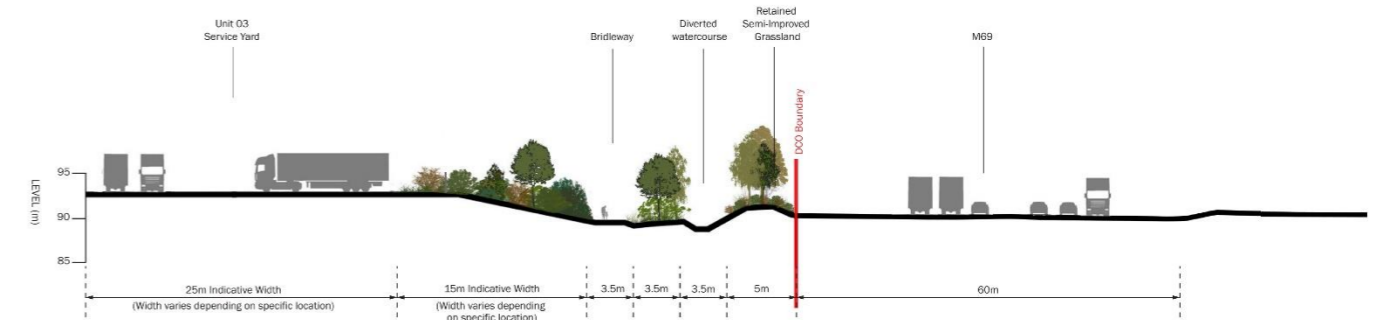 Unit 03
Service Yard
Bridleway
Diverted
watercourse
Retained
Semi-Improved
Grassland
M69
DCO Boundary
LEVEL (m)
95
90
85
25m Indicative Width
(Width varies depending on specific location)
15m Indicative Width
(Width varies depending
on specific location)
3.5m
3.5m
3.5m
5m
60m